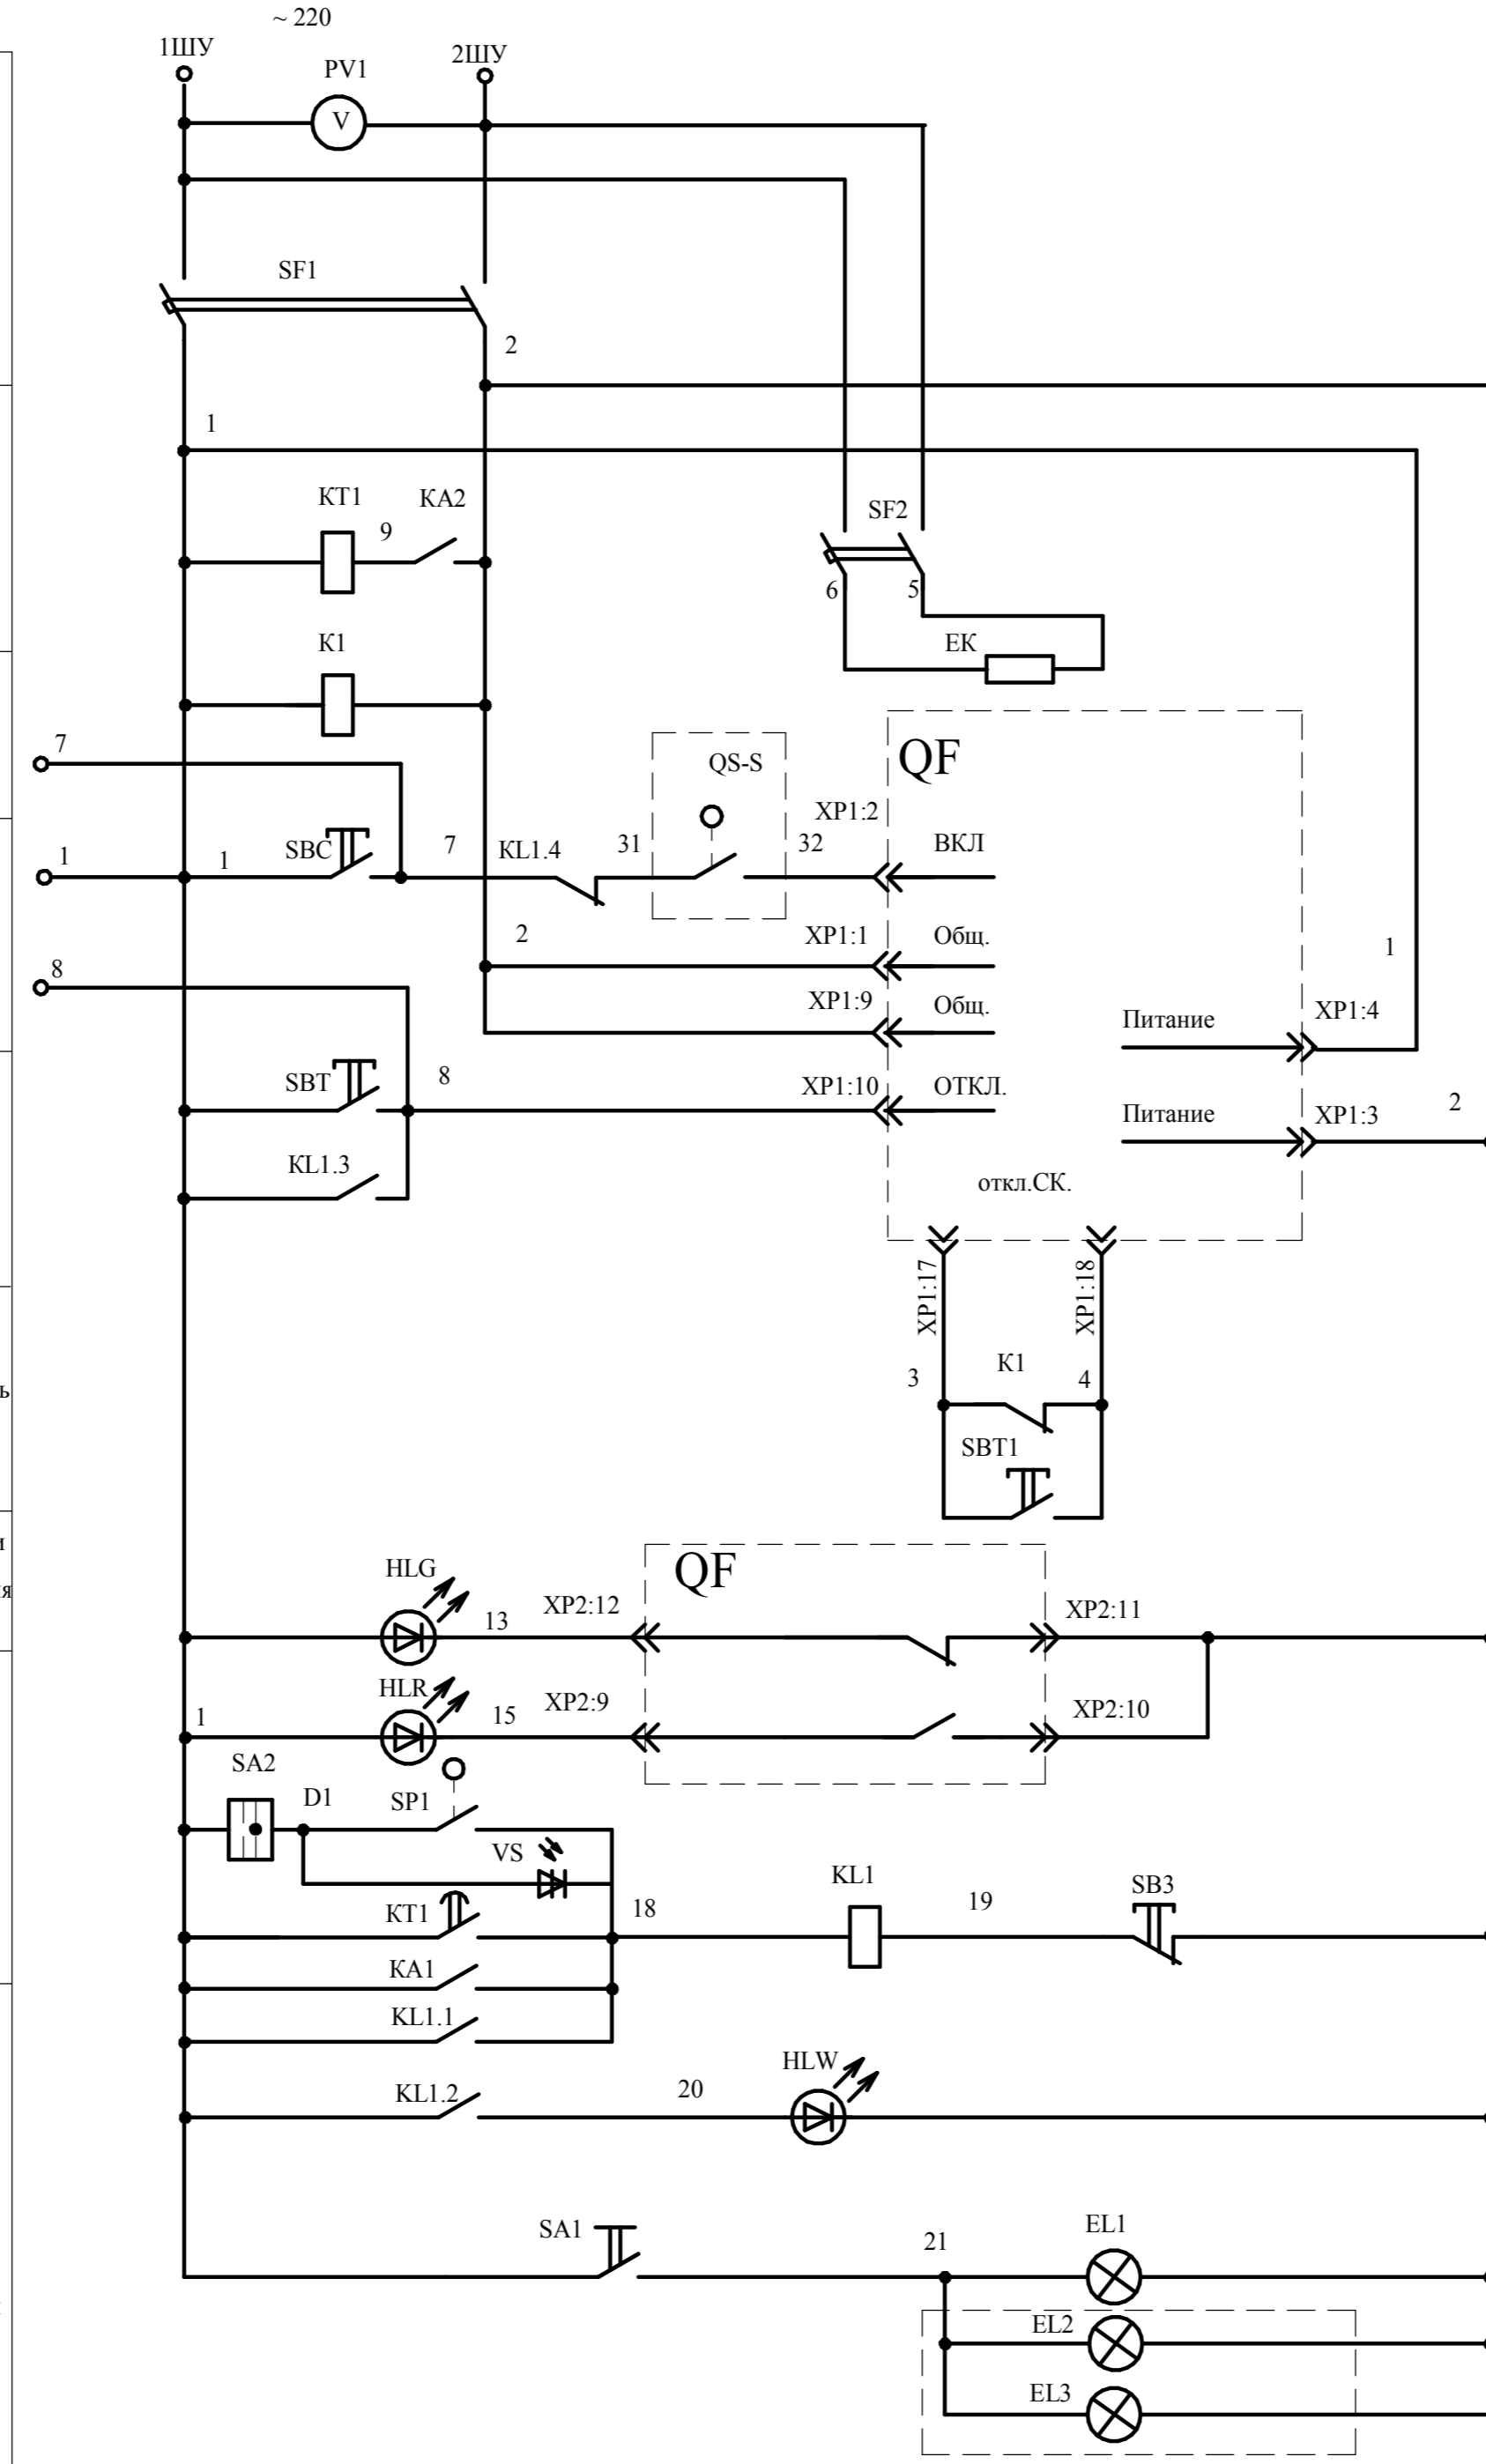 ~ 220
1ШУ
2ШУ
PV1
V
SF1
2
1
KT1
9
KA2
SF2
6
5
K1
EK
7
QS-S
QF
1
1
SBC
7
KL1.4
31
32
XP1:2
ВКЛ
2
XP1:1
Общ.
1
8
XP1:9
Общ.
Питание
XP1:4
SBT
8
XP1:10
ОТКЛ.
Питание
XP1:3
2
KL1.3
откл.СК.
XP1:17
XP1:18
3
K1
4
ь
SBT1
и
я
HLG
13
XP2:12
QF
XP2:11
HLR
1
15
XP2:9
XP2:10
SA2
D1
SP1
VS
KT1
18
KL1
19
SB3
KA1
KL1.1
KL1.2
20
HLW
SA1
21
EL1
EL2
EL3